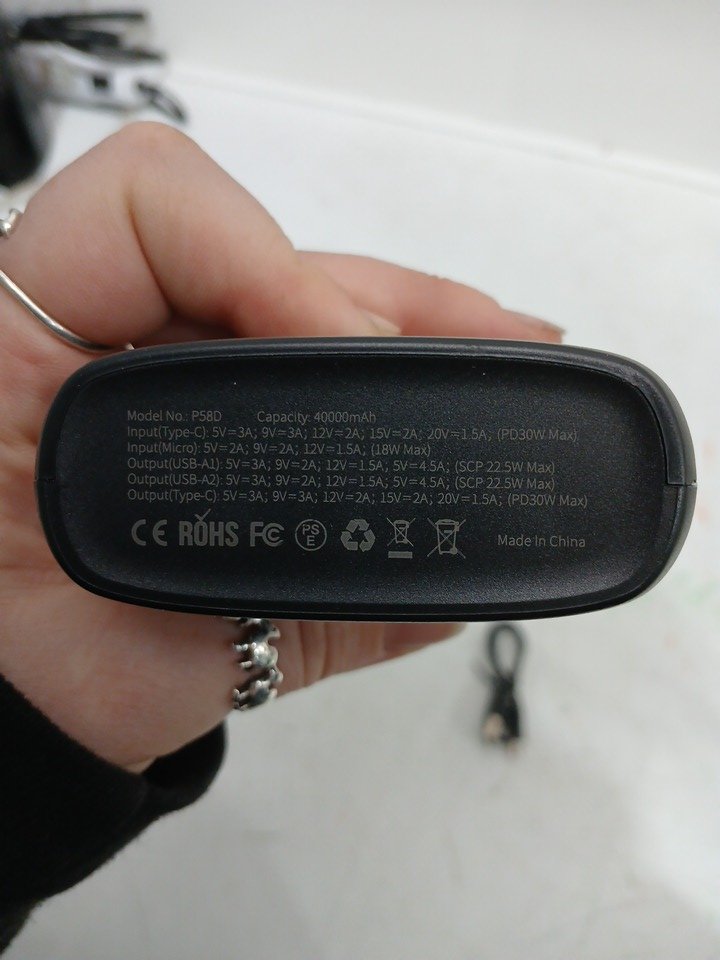 Model No.: P58D Capacity: 40000mAh
Input(Type-C): 5V⎓3A; 9V⎓3A; 12V⎓2A; 15V⎓2A; 20V⎓1.5A; (PD30W Max)
Input(Micro): 5V⎓2A; 9V⎓2A; 12V⎓1.5A; (18W Max)
Output(USB-A1): 5V⎓3A; 9V⎓2A; 12V⎓1.5A, 5V⎓4.5A; (SCP 22.5W Max)
Output(USB-A2): 5V⎓3A; 9V⎓2A; 12V⎓1.5A, 5V⎓4.5A; (SCP 22.5W Max)
Output(Type-C): 5V⎓3A; 9V⎓3A; 12V⎓2A; 15V⎓2A; 20V⎓1.5A; (PD30W Max)
CE ROHS FC PSE Made In China